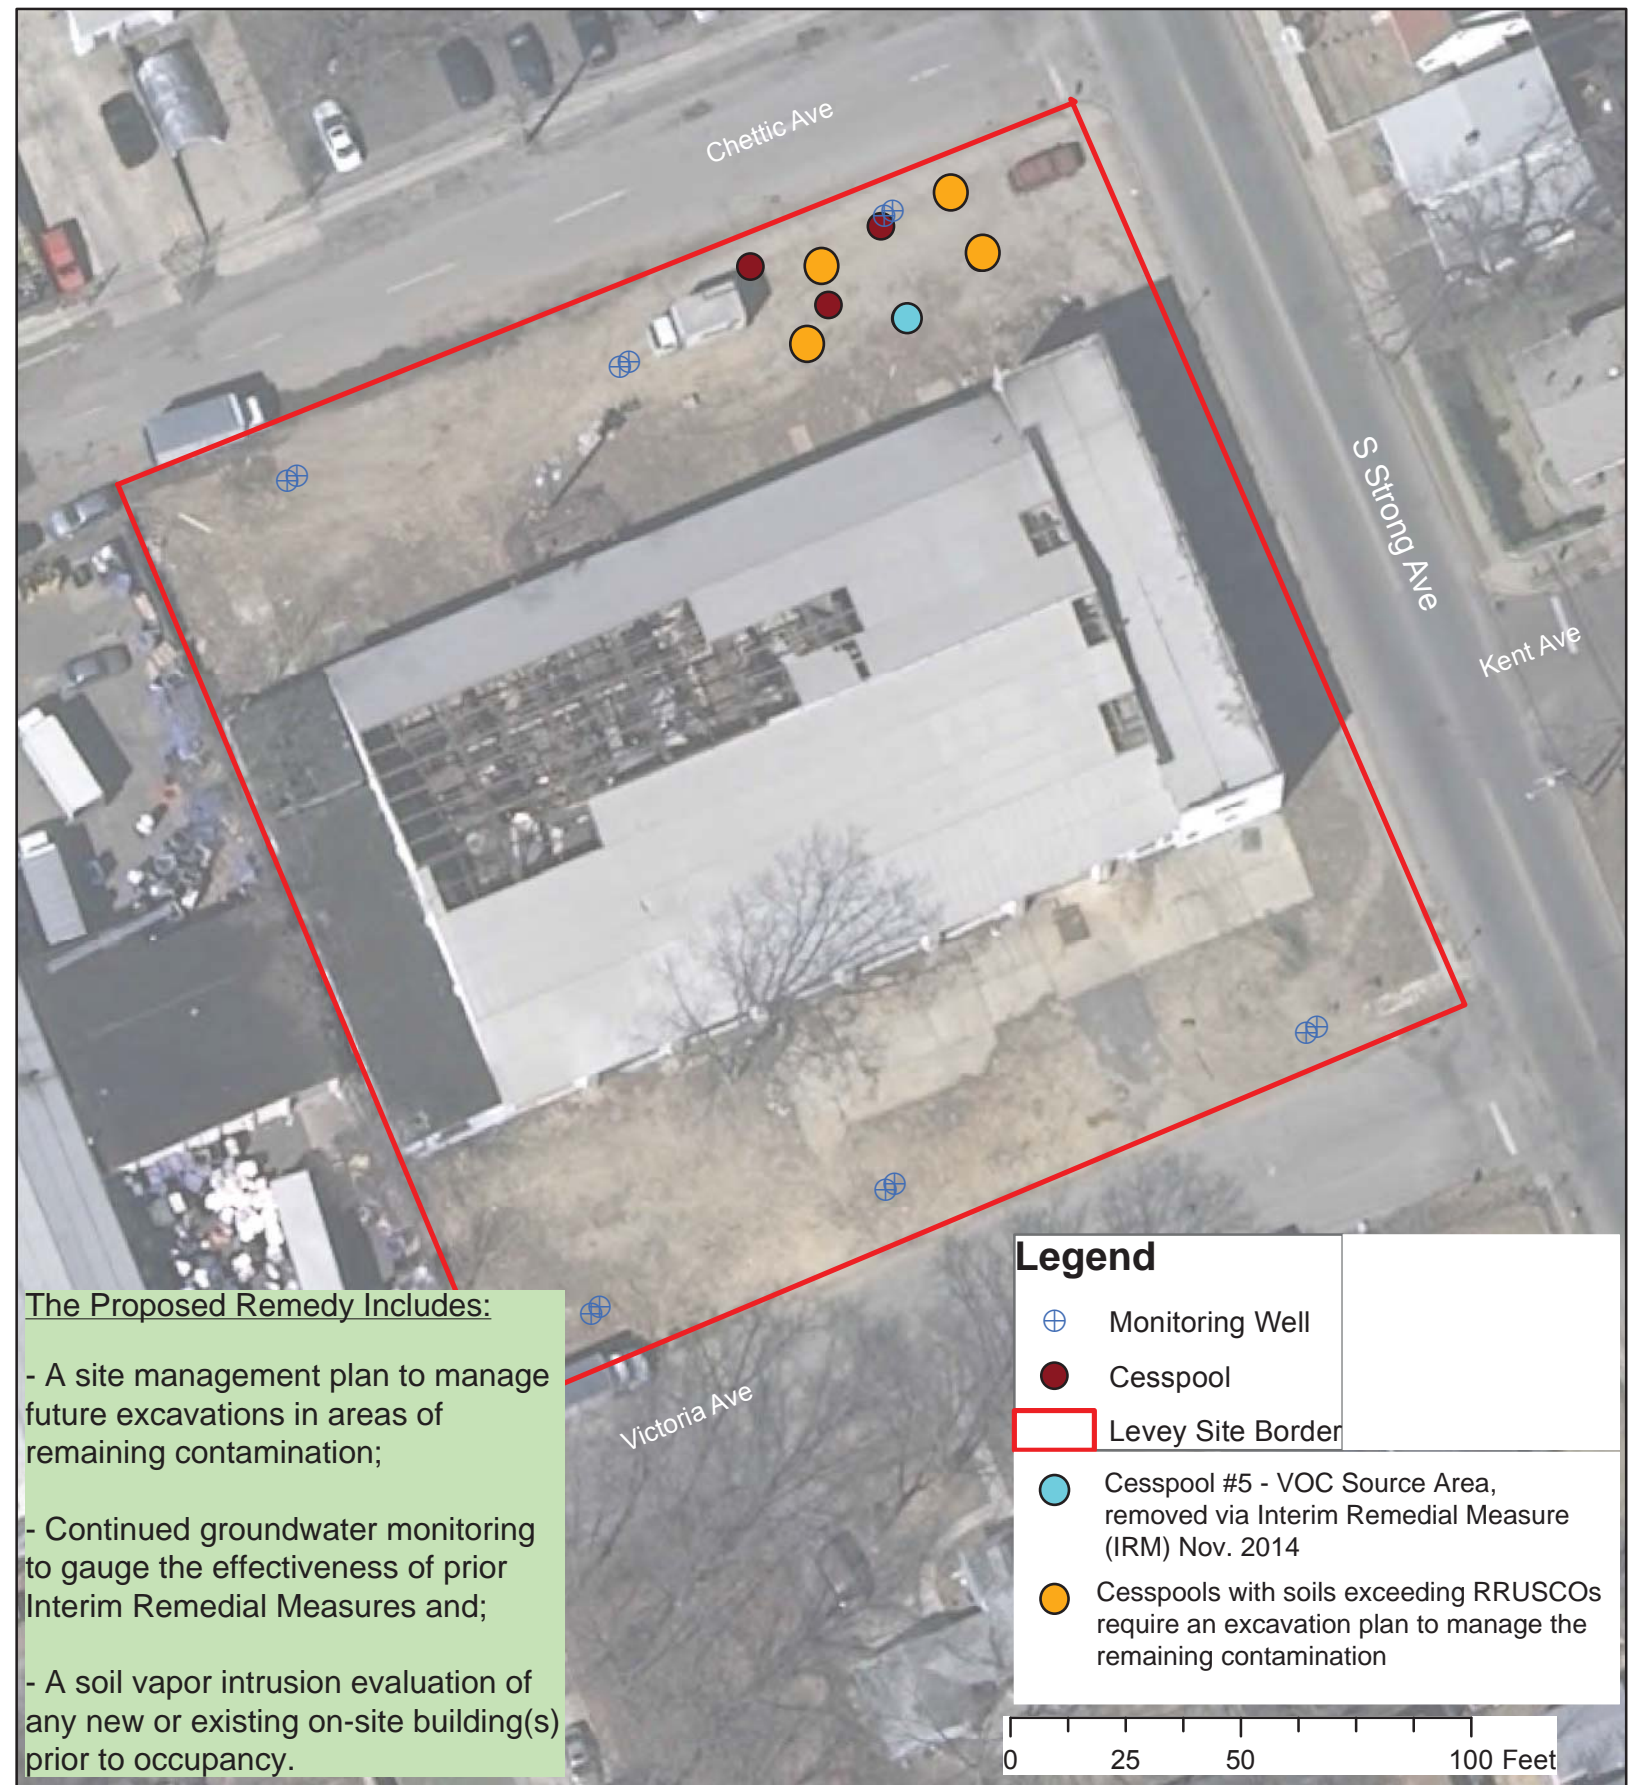 Chettic Ave
S Strong Ave
Kent Ave
Victoria Ave
The Proposed Remedy Includes:
- A site management plan to manage
future excavations in areas of
remaining contamination;
- Continued groundwater monitoring
to gauge the effectiveness of prior
Interim Remedial Measures and;
- A soil vapor intrusion evaluation of
any new or existing on-site building(s)
prior to occupancy.
Legend
Monitoring Well
Cesspool
Levey Site Border
Cesspool #5 - VOC Source Area,
removed via Interim Remedial Measure
(IRM) Nov. 2014
Cesspools with soils exceeding RRUSCOs
require an excavation plan to manage the
remaining contamination
0 25 50 100 Feet